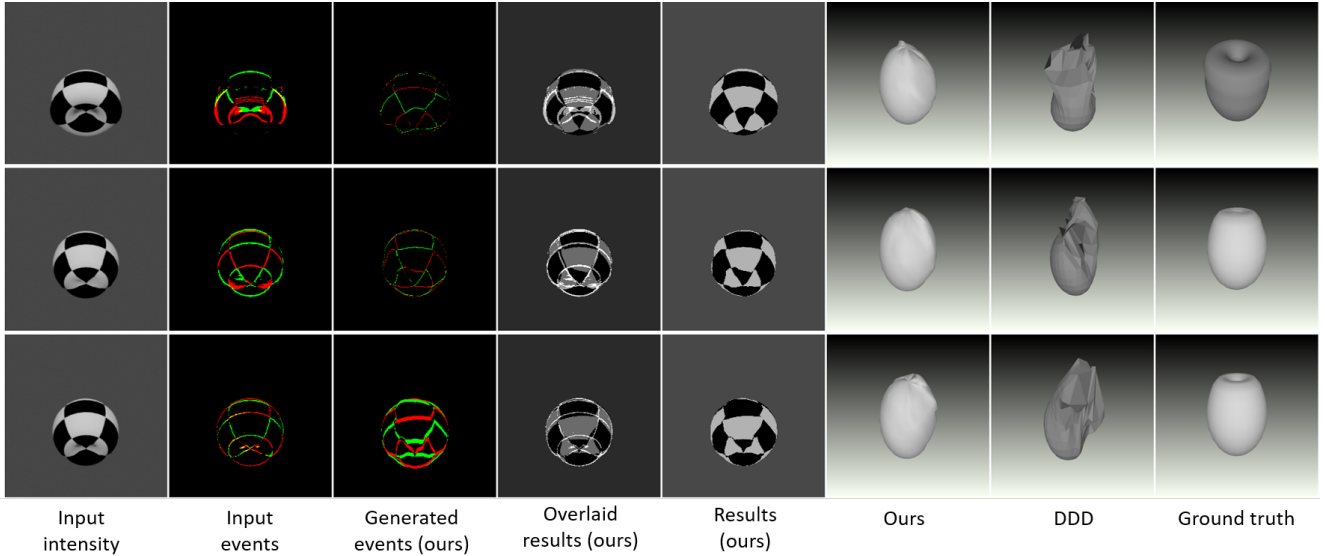 Input
intensity
Input
events
Generated
events (ours)
Overlaid
results (ours)
Results
(ours)
Ours
DDD
Ground truth